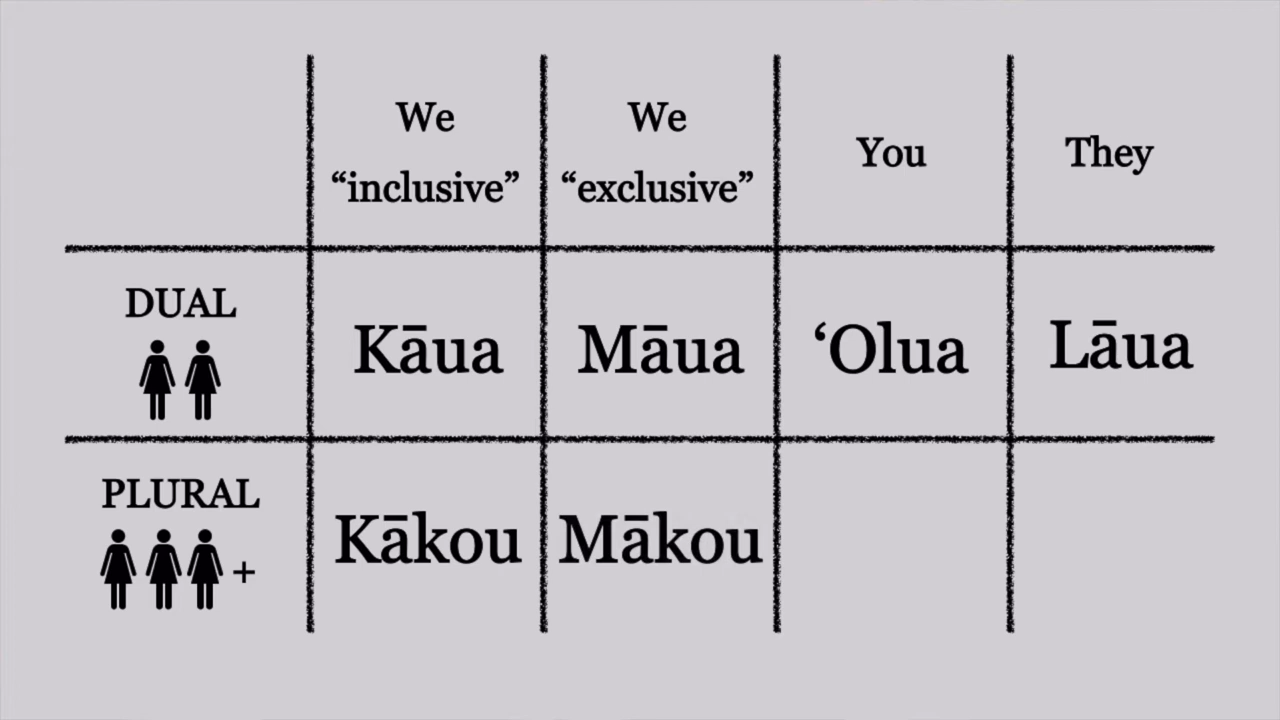 We
“inclusive”
We
“exclusive”
You
They
DUAL
Kāua
Māua
‘Olua
Lāua
PLURAL
+
Kākou
Mākou